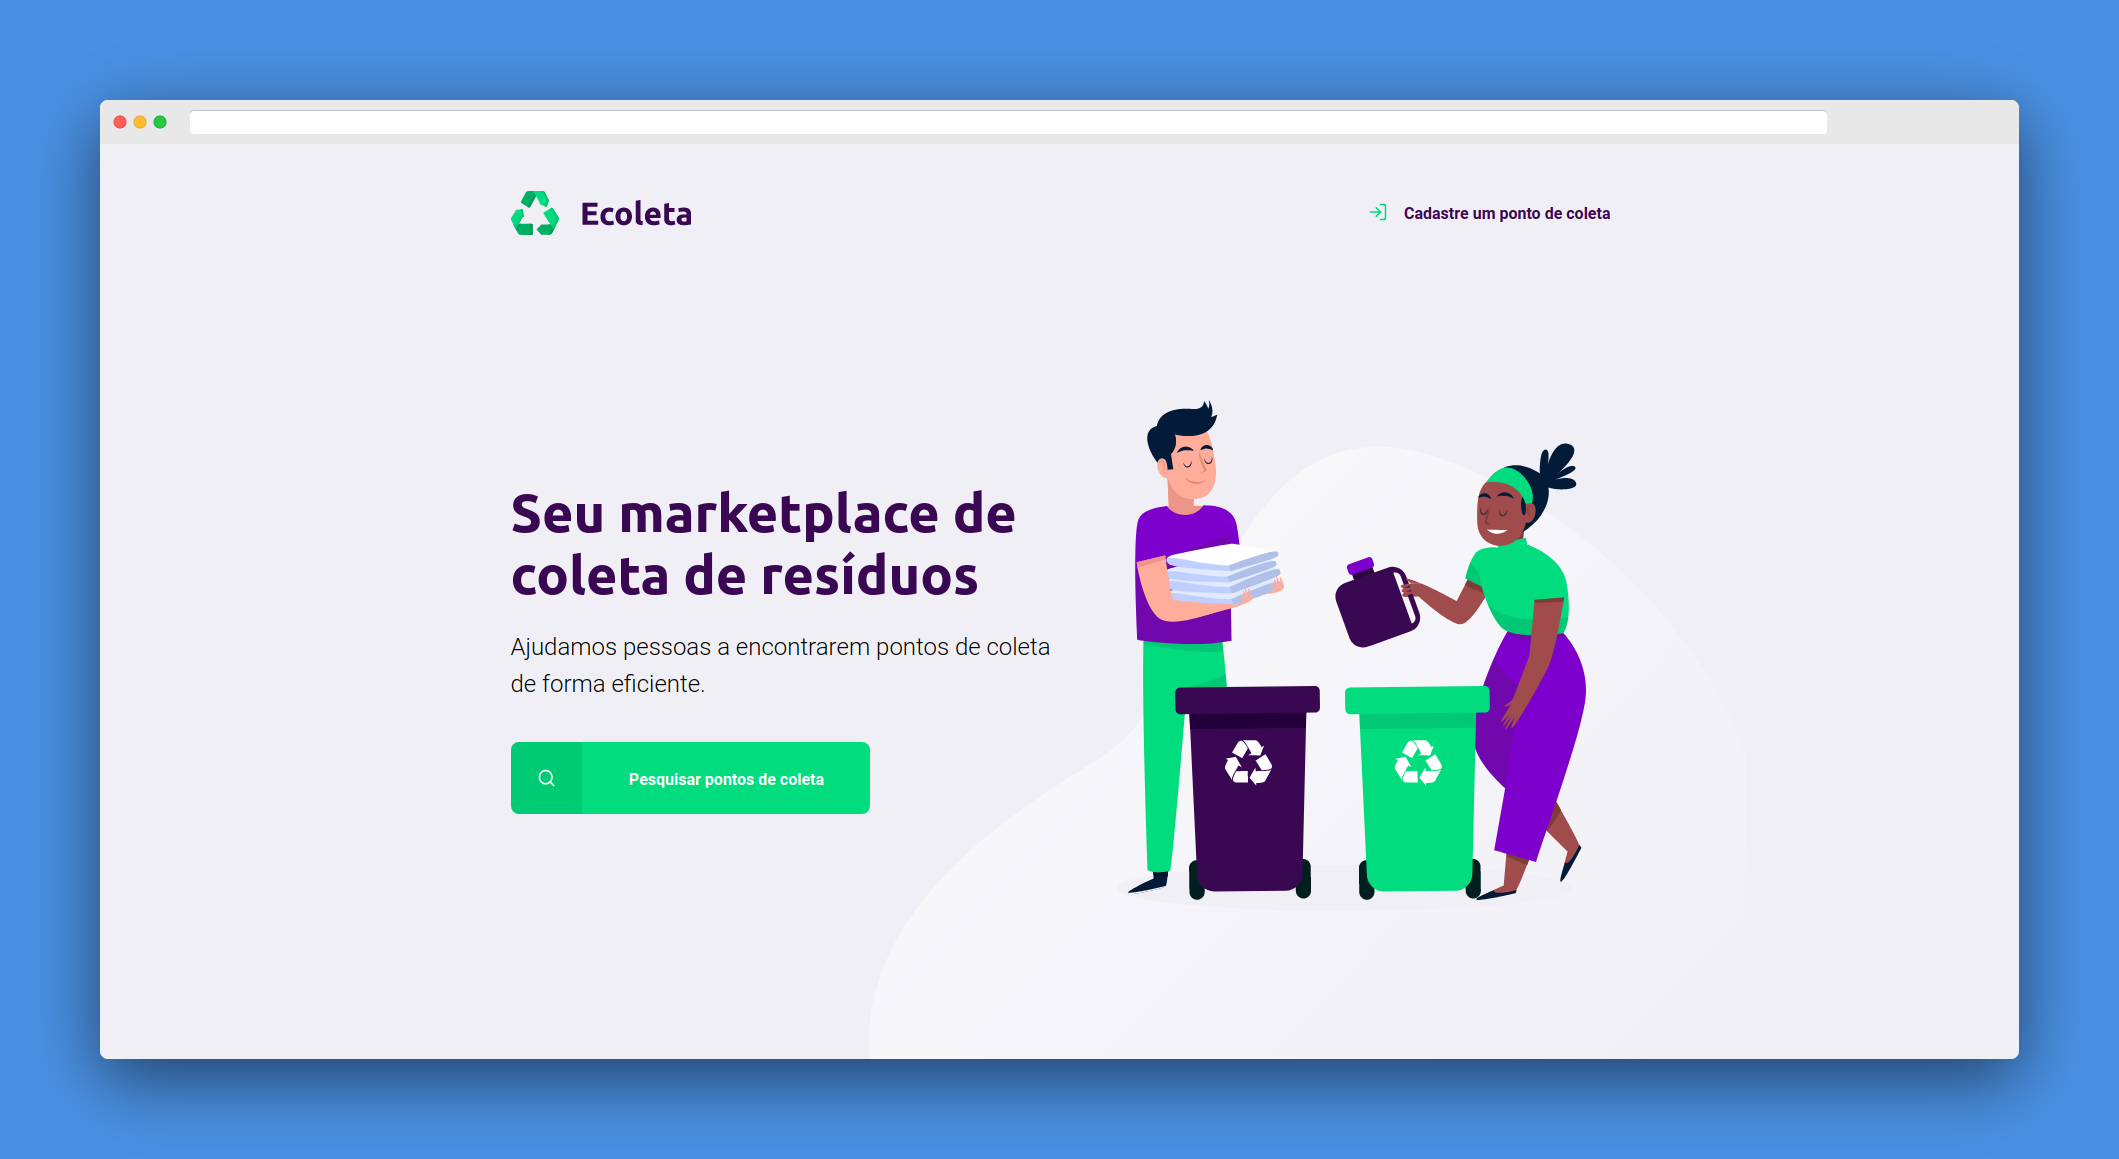 Ecoleta
Cadastre um ponto de coleta
Seu marketplace de
coleta de resíduos
Ajudamos pessoas a encontrarem pontos de coleta
de forma eficiente.
Pesquisar pontos de coleta